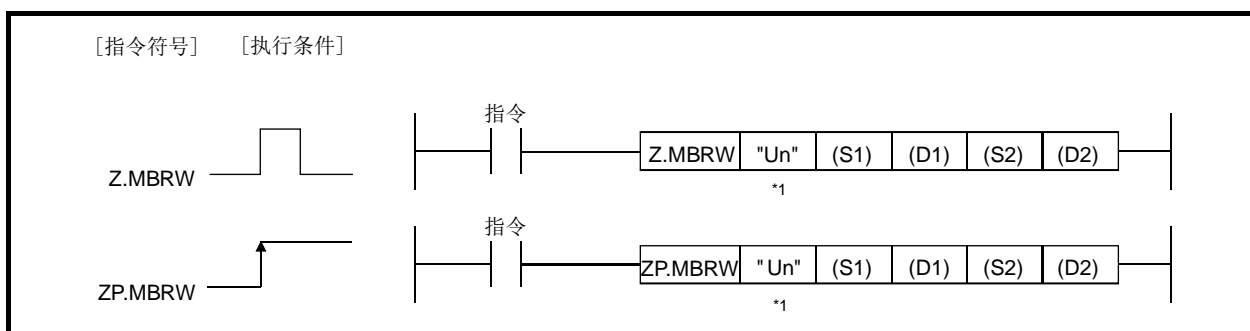 [指令符号] [执行条件]
指令
Z.MBRW "Un" (S1) (D1) (S2) (D2)
Z.MBRW
*1
指令
ZP.MBRW "Un" (S1) (D1) (S2) (D2)
ZP.MBRW
*1